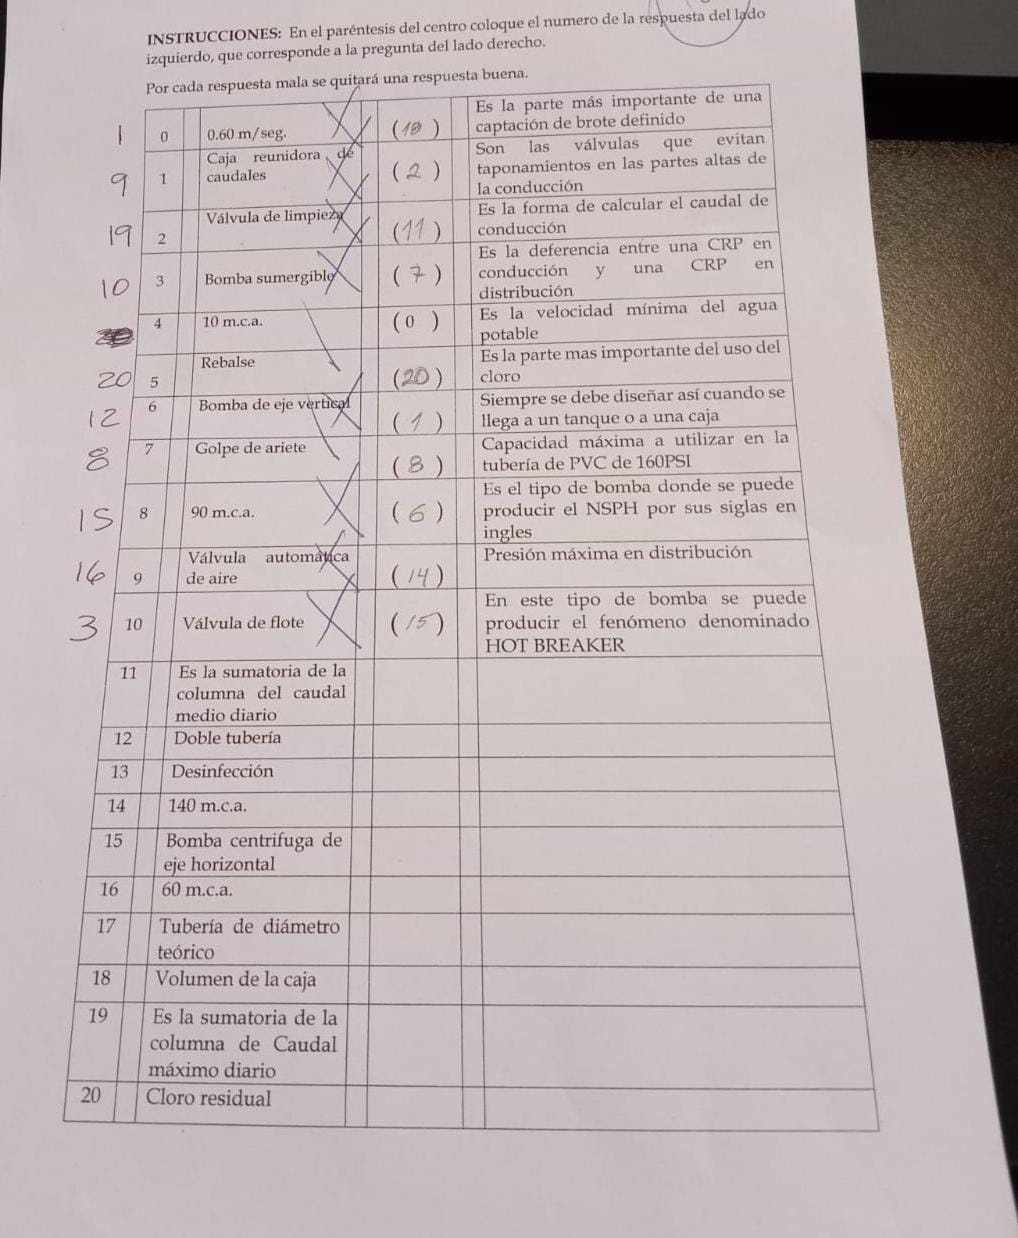 INSTRUCCIONES: En el paréntesis del centro coloque el numero de la respuesta del lado
izquierdo, que corresponde a la pregunta del lado derecho.
Por cada respuesta mala se quitará una respuesta buena.
1 0 0.60 m/seg. (18) Es la parte más importante de una
captación de brote definido
9 1 Caja reunidora de
caudales (2) Son las válvulas que evitan
taponamientos en las partes altas de
la conducción
19 2 Válvula de limpieza (11) Es la forma de calcular el caudal de
conducción
10 3 Bomba sumergible (7) Es la deferencia entre una CRP en
conducción y una CRP en
distribución
4 10 m.c.a. (0) Es la velocidad mínima del agua
potable
20 5 Rebalse (20) Es la parte mas importante del uso del
cloro
12 6 Bomba de eje vertical (1) Siempre se debe diseñar así cuando se
llega a un tanque o a una caja
8 7 Golpe de ariete (8) Capacidad máxima a utilizar en la
tubería de PVC de 160PSI
15 8 90 m.c.a. (6) Es el tipo de bomba donde se puede
producir el NSPH por sus siglas en
ingles
16 9 Válvula automática
de aire (14) Presión máxima en distribución
3 10 Válvula de flote (15) En este tipo de bomba se puede
producir el fenómeno denominado
HOT BREAKER
11 Es la sumatoria de la
columna del caudal
medio diario
12 Doble tubería
13 Desinfección
14 140 m.c.a.
15 Bomba centrifuga de
eje horizontal
16 60 m.c.a.
17 Tubería de diámetro
teórico
18 Volumen de la caja
19 Es la sumatoria de la
columna de Caudal
máximo diario
20 Cloro residual